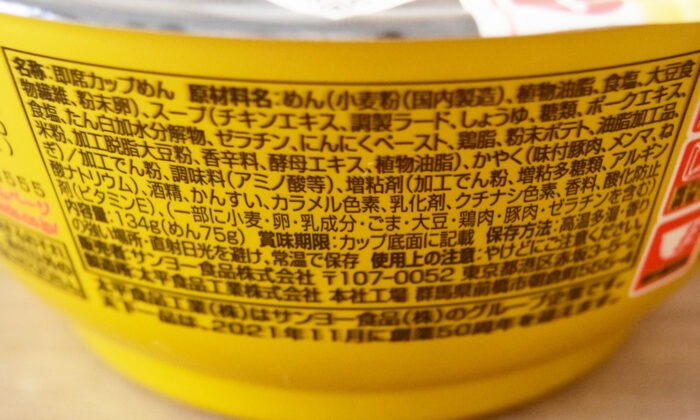 名称:即席カップめん 原材料名:めん(小麦粉(国内製造)、植物油脂、食塩、大豆食
物繊維、粉末卵)、スープ(チキンエキス、調製ラード、しょうゆ、糖類、ポークエキス、
食塩、たん白加水分解物、ゼラチン、にんにくペースト、鶏脂、粉末ポテト、油脂加工品、
米粉、加工脱脂大豆粉、香辛料、酵母エキス、植物油脂)、かやく(味付豚肉、メンマ、ね
ぎ)/加工でん粉、調味料(アミノ酸等)、増粘剤(加工でん粉、増粘多糖類、アルギン
酸ナトリウム)、酒精、かんすい、カラメル色素、乳化剤、クチナシ色素、香料、酸化防止
剤(ビタミンE)、(一部に小麦・卵・乳成分・ごま・大豆・鶏肉・豚肉・ゼラチンを含む)
内容量:134g(めん75g) 賞味期限:カップ底面に記載 保存方法:高温多湿・香り
の強い場所・直射日光を避け、常温で保存 使用上の注意:やけどにご注意ください。
販売者:サンヨー食品株式会社 〒107-0052 東京都港区赤坂
製造者:太平食品工業株式会社 本社工場 群馬県前橋市朝倉町
太平食品工業(株)はサンヨー食品(株)のグループ企業です。
サンヨー食品は、2021年11月に創業50周年を迎えます。
555
ページ